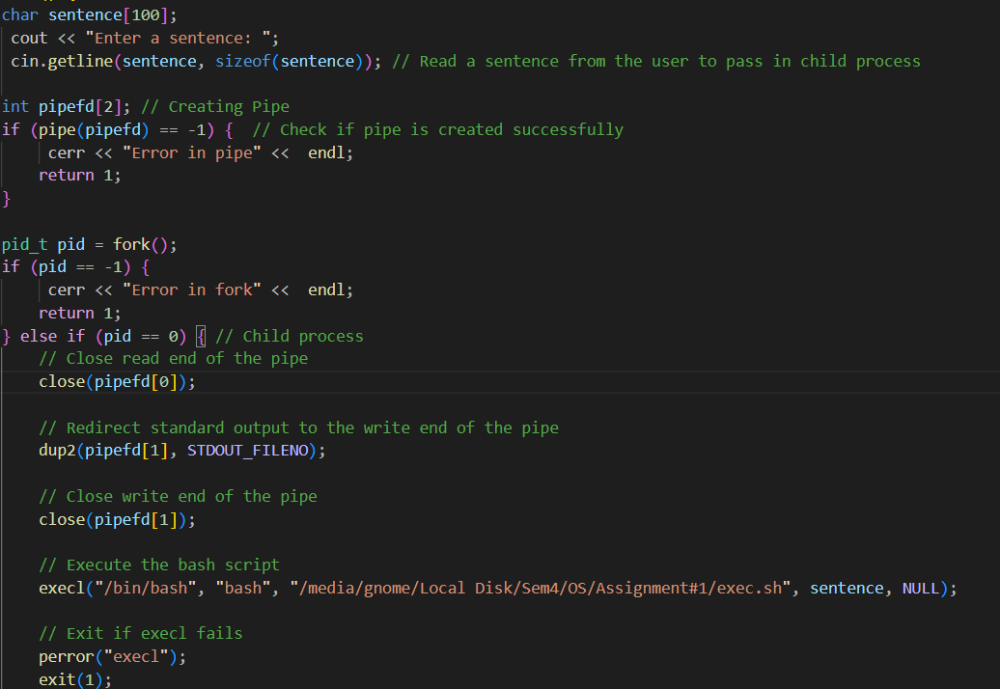 char sentence[100];
cout << "Enter a sentence: ";
cin.getline(sentence, sizeof(sentence)); // Read a sentence from the user to pass in child process
int pipefd[2]; // Creating Pipe
if (pipe(pipefd) == -1) {  // Check if pipe is created successfully
cerr << "Error in pipe" <<  endl;
return 1;
}
pid_t pid = fork();
if (pid == -1) {
cerr << "Error in fork" <<  endl;
return 1;
} else if (pid == 0) { // Child process
// Close read end of the pipe
close(pipefd[0]);
// Redirect standard output to the write end of the pipe
dup2(pipefd[1], STDOUT_FILENO);
// Close write end of the pipe
close(pipefd[1]);
// Execute the bash script
execl("/bin/bash", "bash", "/media/gnome/Local Disk/Sem4/OS/Assignment#1/exec.sh", sentence, NULL);
// Exit if execl fails
perror("execl");
exit(1);